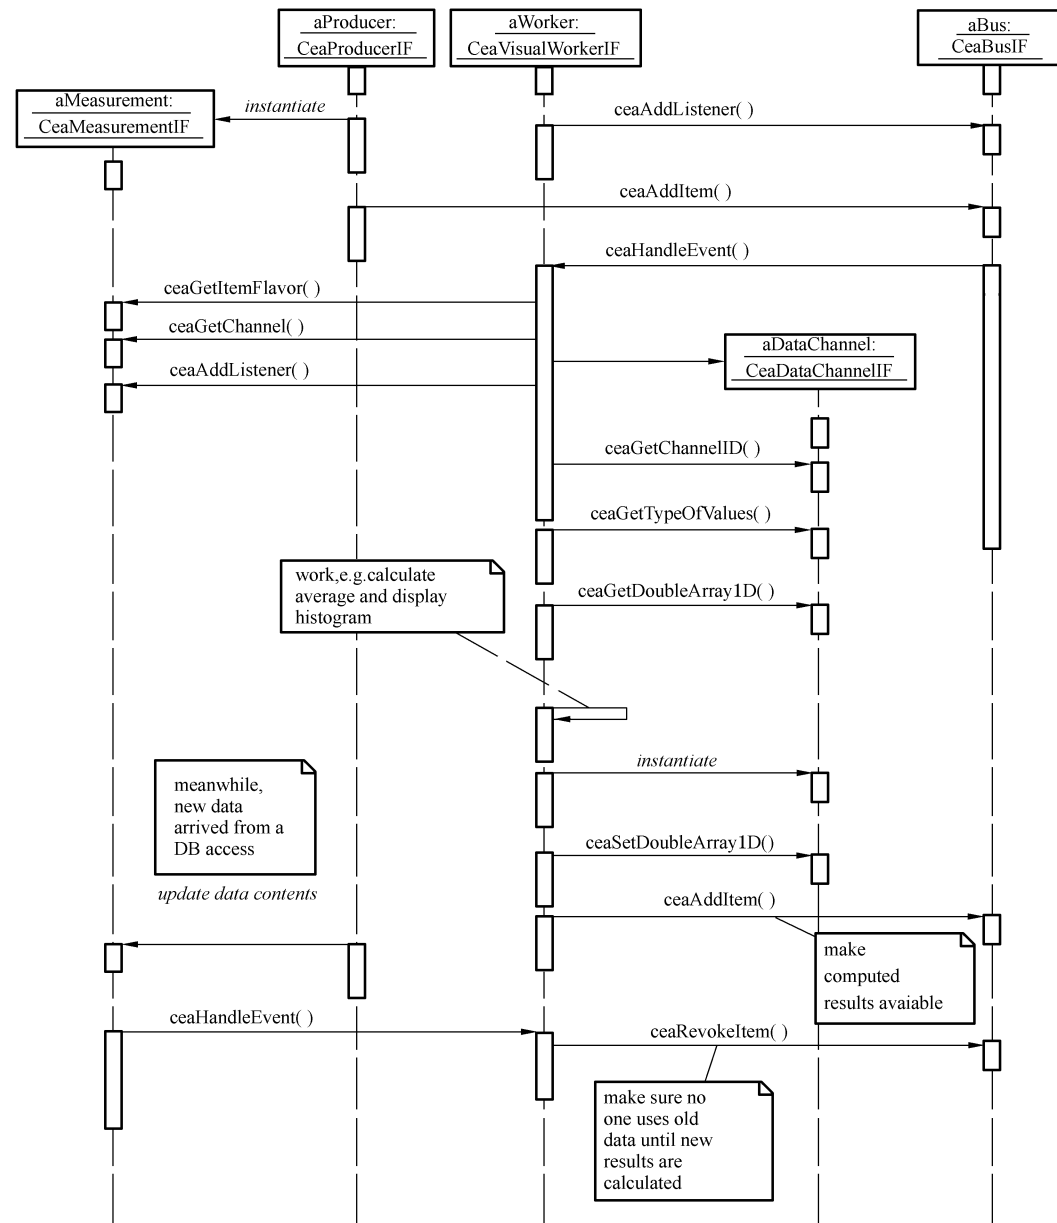 aProducer:
CeaProducerIF
aWorker:
CeaVisualWorkerIF
aBus:
CeaBusIF
aMeasurement:
CeaMeasurementIF
instantiate
ceaAddListener( )
ceaAddItem( )
ceaHandleEvent( )
ceaGetItemFlavor( )
ceaGetChannel( )
aDataChannel:
CeaDataChannelIF
ceaAddListener( )
ceaGetChannelID( )
ceaGetTypeOfValues( )
work,e.g.calculate
average and display
histogram
ceaGetDoubleArray1D( )
instantiate
meanwhile,
new data
arrived from a
DB access
ceaSetDoubleArray1D()
update data contents
ceaAddItem( )
make
computed
results avaiable
ceaHandleEvent( )
ceaRevokeItem( )
make sure no
one uses old
data until new
results are
calculated